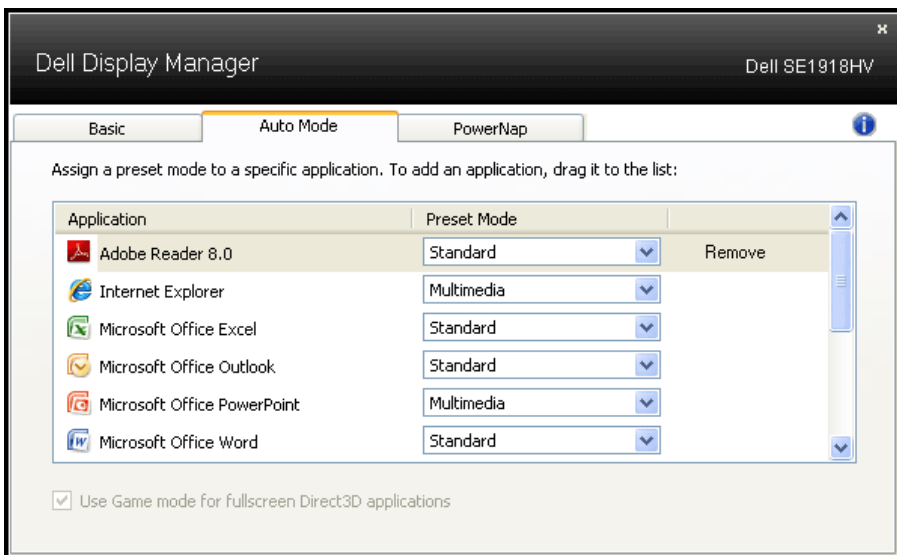 Dell Display Manager
Dell SE1918HV
Basic
Auto Mode
PowerNap
Assign a preset mode to a specific application. To add an application, drag it to the list:
Application Preset Mode
Adobe Reader 8.0 Standard Remove
Internet Explorer Multimedia
Microsoft Office Excel Standard
Microsoft Office Outlook Standard
Microsoft Office PowerPoint Multimedia
Microsoft Office Word Standard
Use Game mode for fullscreen Direct3D applications